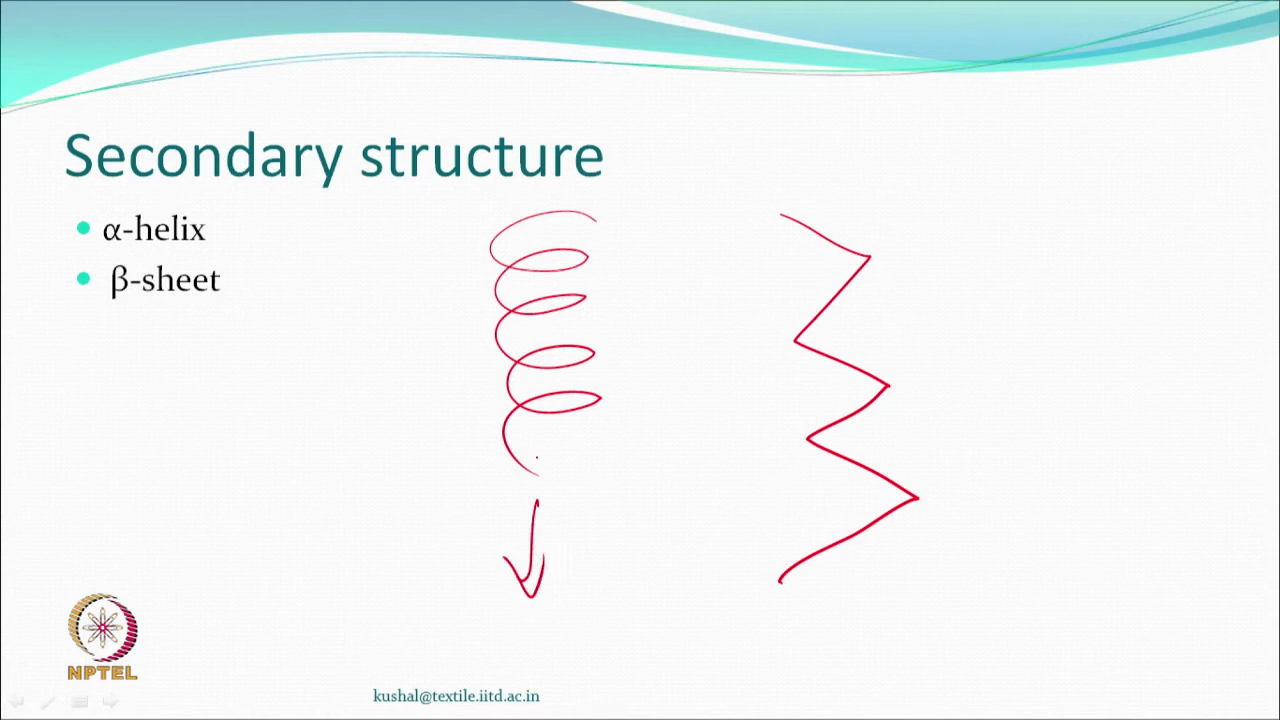 Secondary structure
α-helix
β-sheet
NPTEL
kushal@textile.iitd.ac.in